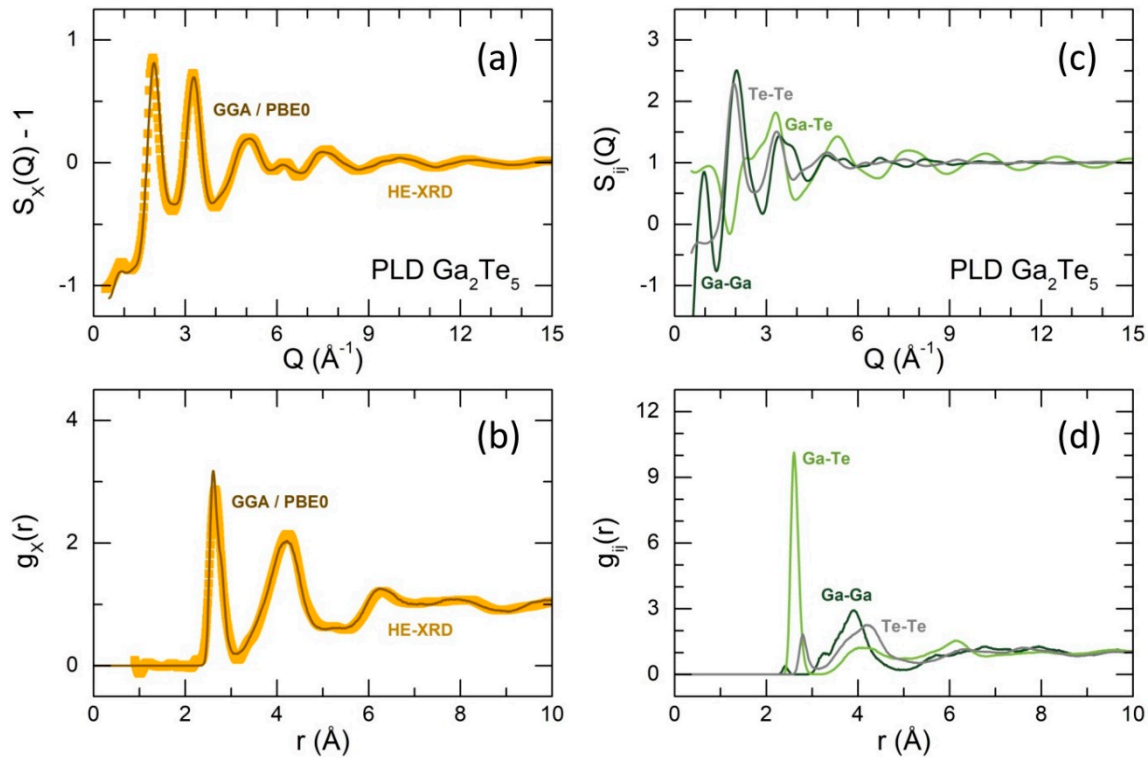 (a)
S_X(Q) - 1
1
0
-1
GGA / PBE0
HE-XRD
PLD Ga₂Te₅
0 3 6 9 12 15
Q (Å⁻¹)
(c)
S_ij(Q)
3
2
1
0
-1
Te-Te
Ga-Te
Ga-Ga
PLD Ga₂Te₅
0 3 6 9 12 15
Q (Å⁻¹)
(b)
g_X(r)
4
2
0
GGA / PBE0
HE-XRD
0 2 4 6 8 10
r (Å)
(d)
g_ij(r)
12
9
6
3
0
Ga-Te
Ga-Ga
Te-Te
0 2 4 6 8 10
r (Å)